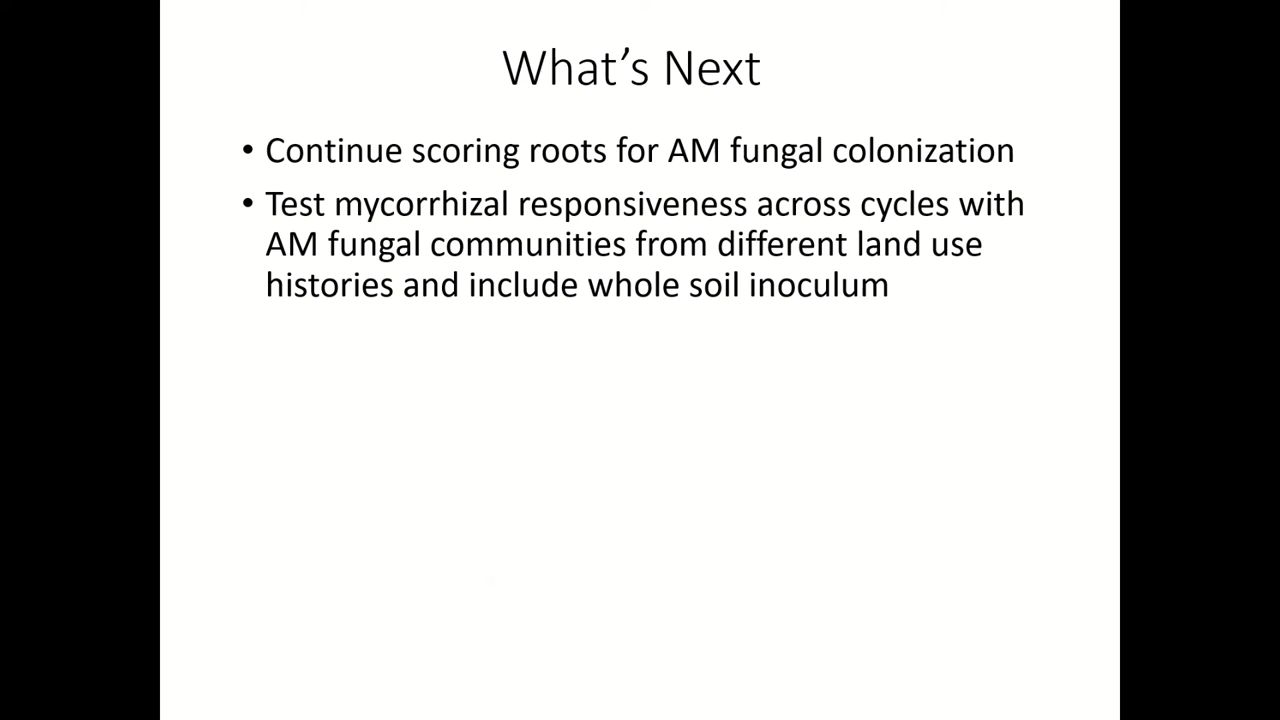 What’s Next
• Continue scoring roots for AM fungal colonization
• Test mycorrhizal responsiveness across cycles with
AM fungal communities from different land use
histories and include whole soil inoculum